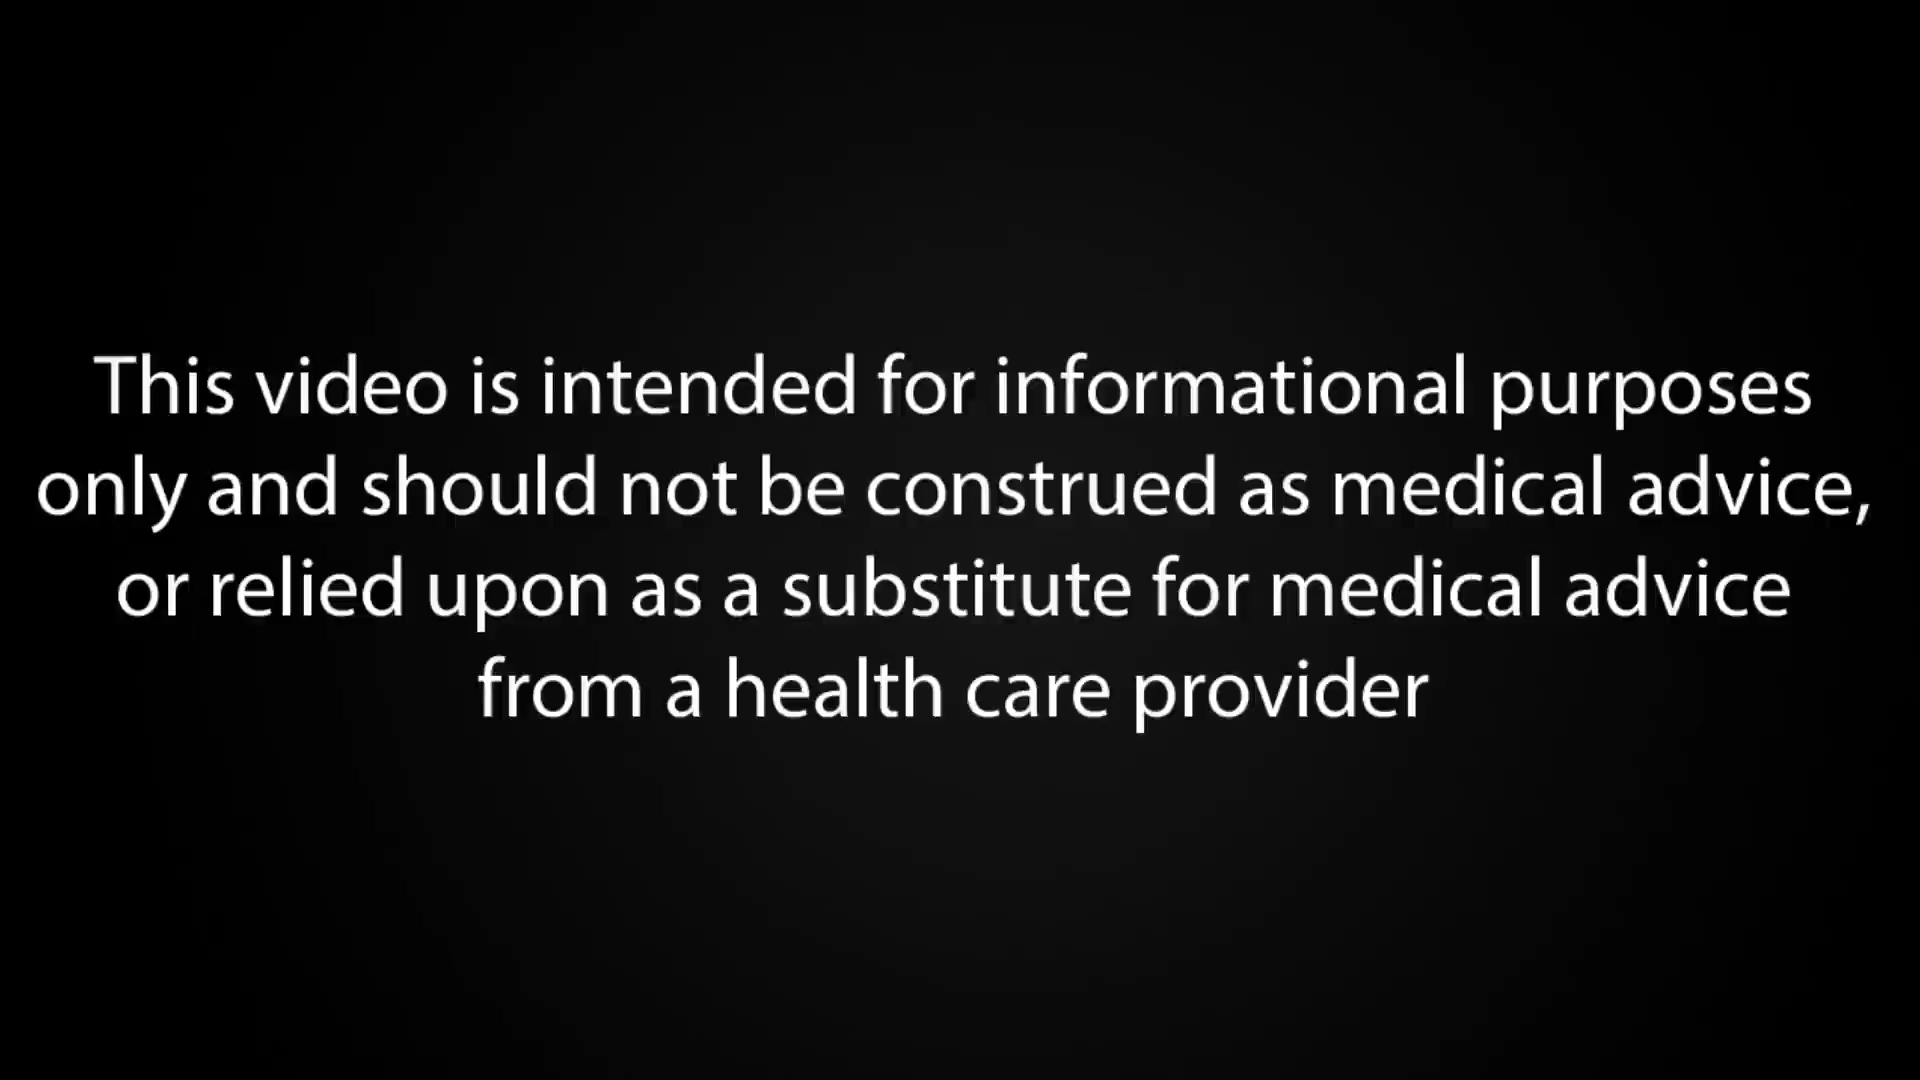 This video is intended for informational purposes
only and should not be construed as medical advice,
or relied upon as a substitute for medical advice
from a health care provider